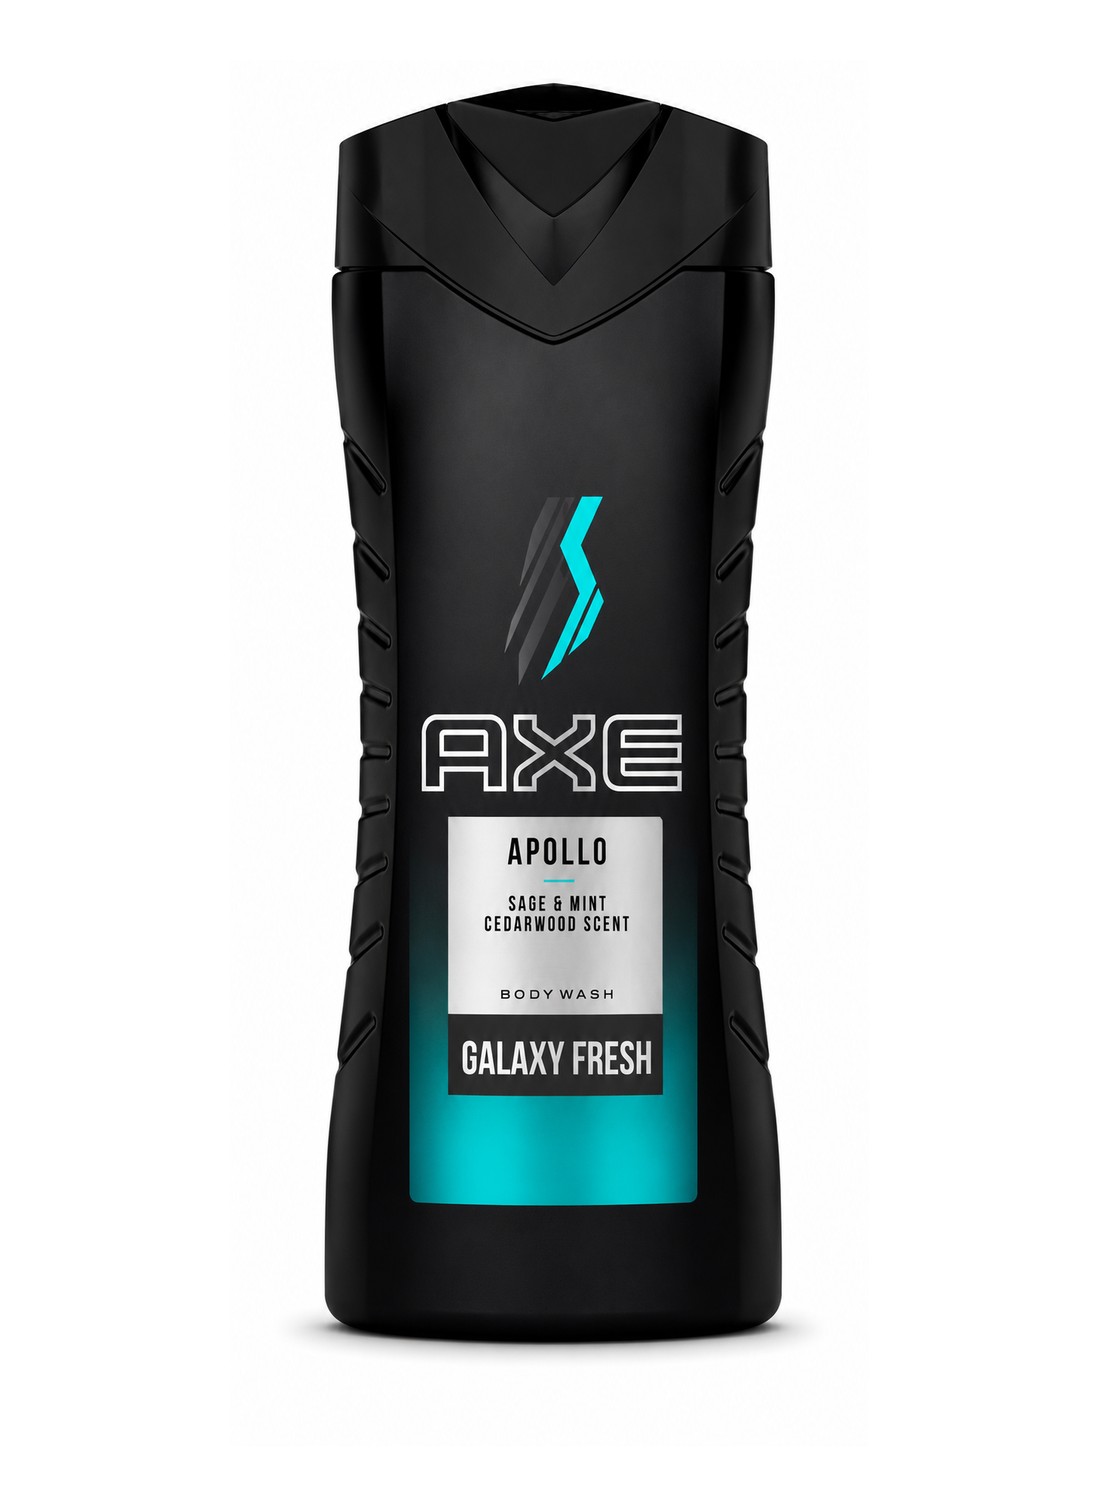 AXE
APOLLO
SAGE & MINT
CEDARWOOD SCENT
BODY WASH
GALAXY FRESH